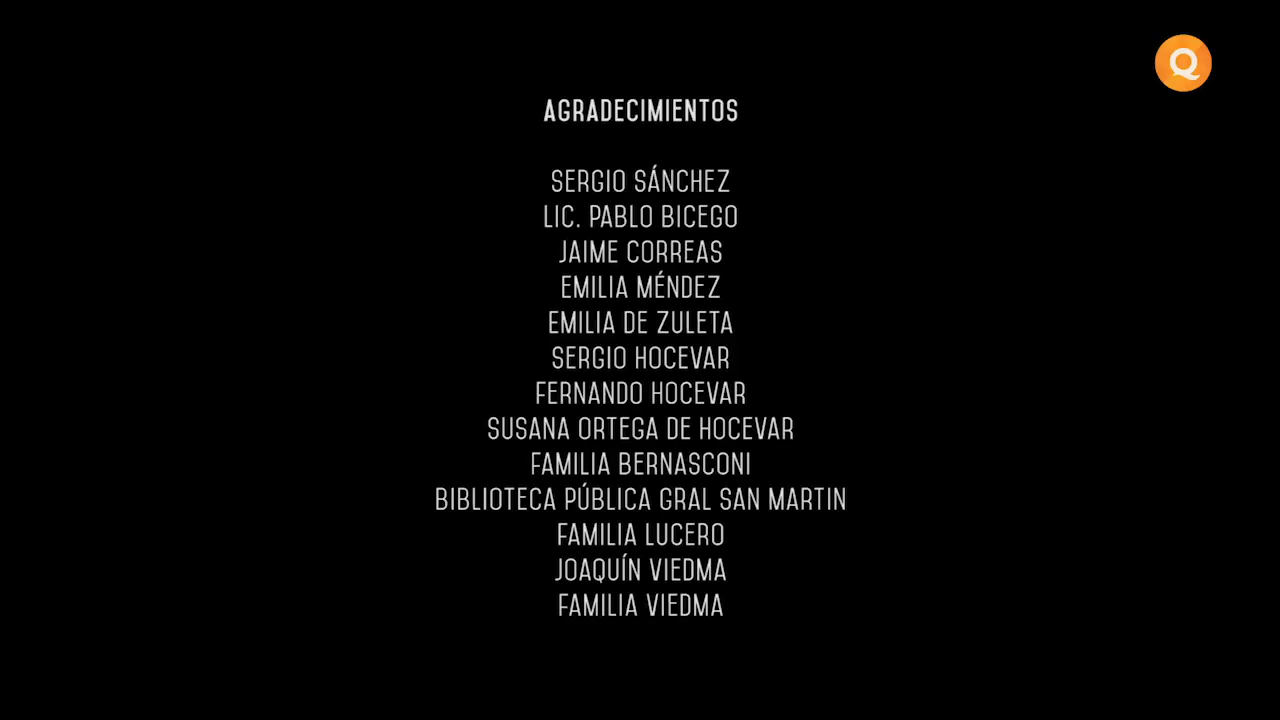 Q
AGRADECIMIENTOS
SERGIO SÁNCHEZ
LIC. PABLO BICEGO
JAIME CORREAS
EMILIA MÉNDEZ
EMILIA DE ZULETA
SERGIO HOCEVAR
FERNANDO HOCEVAR
SUSANA ORTEGA DE HOCEVAR
FAMILIA BERNASCONI
BIBLIOTECA PÚBLICA GRAL SAN MARTIN
FAMILIA LUCERO
JOAQUÍN VIEDMA
FAMILIA VIEDMA